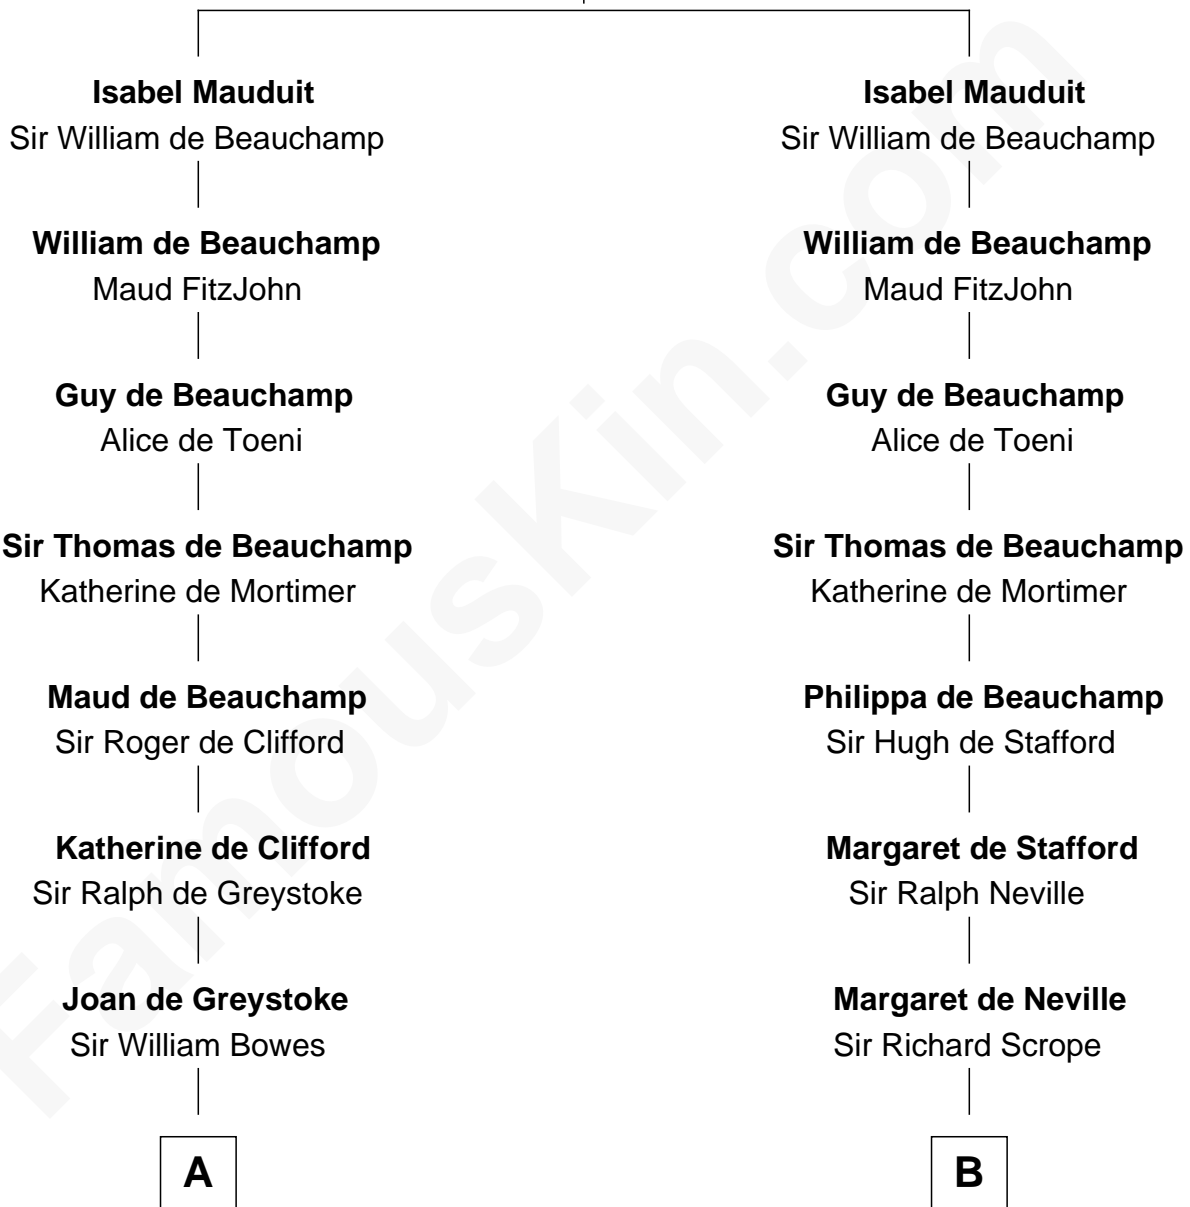 Isabel Mauduit
Sir William de Beauchamp
William de Beauchamp
Maud FitzJohn
Guy de Beauchamp
Alice de Toeni
Sir Thomas de Beauchamp
Katherine de Mortimer
Maud de Beauchamp
Sir Roger de Clifford
Katherine de Clifford
Sir Ralph de Greystoke
Joan de Greystoke
Sir William Bowes
A
Isabel Mauduit
Sir William de Beauchamp
William de Beauchamp
Maud FitzJohn
Guy de Beauchamp
Alice de Toeni
Sir Thomas de Beauchamp
Katherine de Mortimer
Philippa de Beauchamp
Sir Hugh de Stafford
Margaret de Stafford
Sir Ralph Neville
Margaret de Neville
Sir Richard Scrope
B
FamousKin.com